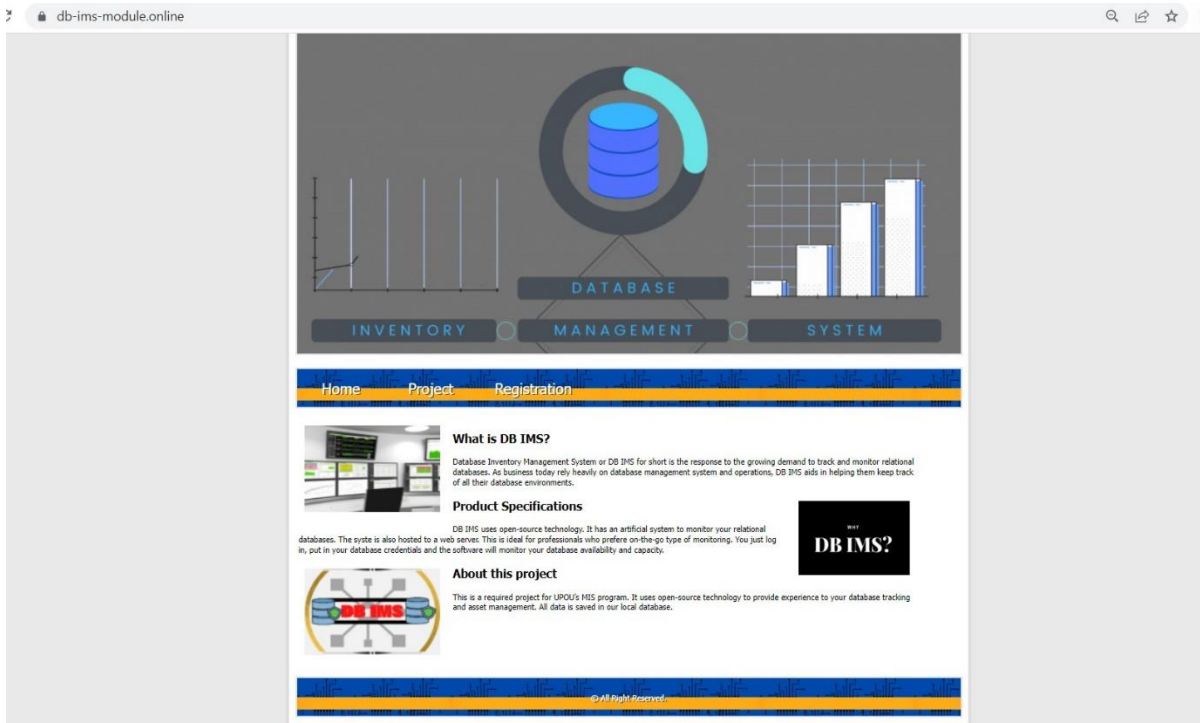 db-ims-module.online
DATABASE
INVENTORY MANAGEMENT SYSTEM
Home Project Registration
What is DB IMS?
Database Inventory Management System or DB IMS for short is the response to the growing demand to track and monitor relational
databases. As business today rely heavily on database management system and operations, DB IMS aids in helping them keep track
of all their database environments.
Product Specifications
DB IMS uses open-source technology. It has an artificial system to monitor your relational
databases. The syste is also hosted to a web server. This is ideal for professionals who prefere on-the-go type of monitoring. You just log
in, put in your database credentials and the software will monitor your database availability and capacity.
WHY
DB IMS?
About this project
This is a required project for UPOU's MIS program. It uses open-source technology to provide experience to your database tracking
and asset management. All data is saved in our local database.
DB IMS
© All Right Reserved.